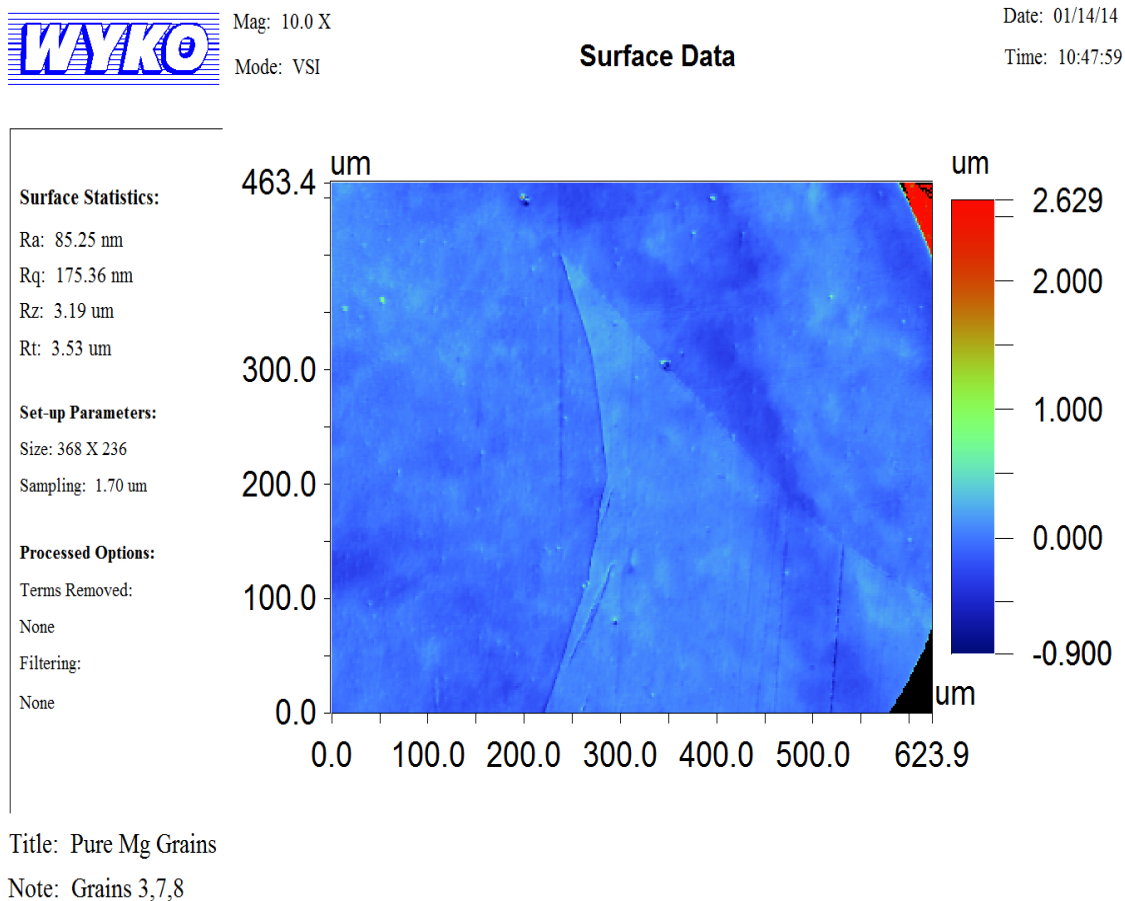 WYKO
Mag: 10.0 X
Mode: VSI
Surface Data
Date: 01/14/14
Time: 10:47:59
Surface Statistics:
Ra: 85.25 nm
Rq: 175.36 nm
Rz: 3.19 um
Rt: 3.53 um
Set-up Parameters:
Size: 368 X 236
Sampling: 1.70 um
Processed Options:
Terms Removed:
None
Filtering:
None
um
463.4
300.0
200.0
100.0
0.0
0.0 100.0 200.0 300.0 400.0 500.0 623.9
um
um
2.629
2.000
1.000
0.000
-0.900
Title: Pure Mg Grains
Note: Grains 3,7,8